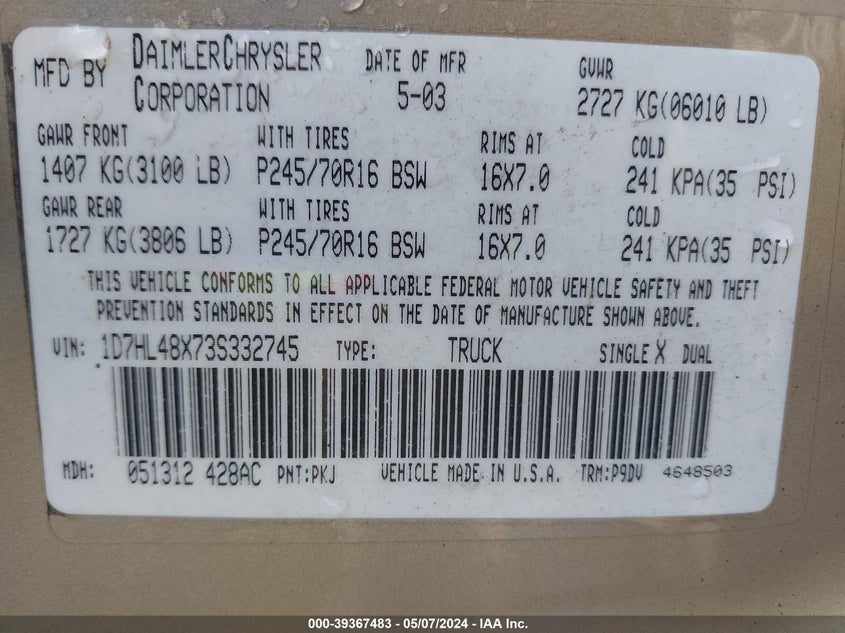 MFD BY DAIMLERCHRYSLER CORPORATION DATE OF MFR 5-03 GVWR 2727 KG(06010 LB)
GAWR FRONT WITH TIRES RIMS AT COLD
1407 KG(3100 LB) P245/70R16 BSW 16X7.0 241 KPA(35 PSI)
GAWR REAR WITH TIRES RIMS AT COLD
1727 KG(3806 LB) P245/70R16 BSW 16X7.0 241 KPA(35 PSI)
THIS VEHICLE CONFORMS TO ALL APPLICABLE FEDERAL MOTOR VEHICLE SAFETY AND THEFT
PREVENTION STANDARDS IN EFFECT ON THE DATE OF MANUFACTURE SHOWN ABOVE.
VIN: 1D7HL48X73S332745 TYPE: TRUCK SINGLE X DUAL
MDH: 051312 428AC PNT:PKJ VEHICLE MADE IN U.S.A. TRM:P9DV 4648503
000-39367483 - 05/07/2024 - IAA Inc.